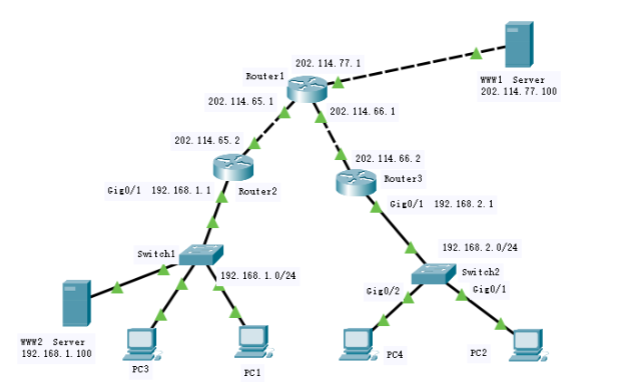 202.114.77.1
Router1
WWW1 Server
202.114.77.100
202.114.65.1
202.114.66.1
202.114.65.2
202.114.66.2
Router2
Router3
Gig0/1 192.168.1.1
Gig0/1 192.168.2.1
Switch1
192.168.2.0/24
Switch2
192.168.1.0/24
Gig0/2
Gig0/1
WWW2 Server
192.168.1.100
PC3
PC1
PC4
PC2